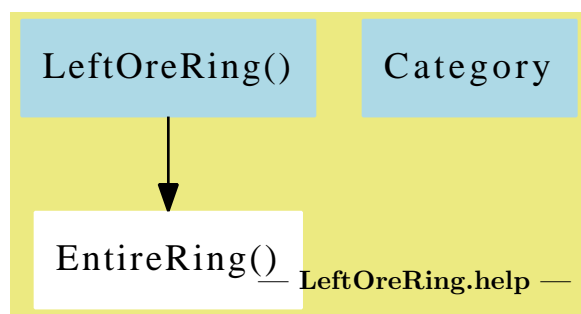 LeftOreRing() Category
EntireRing()
— LeftOreRing.help —